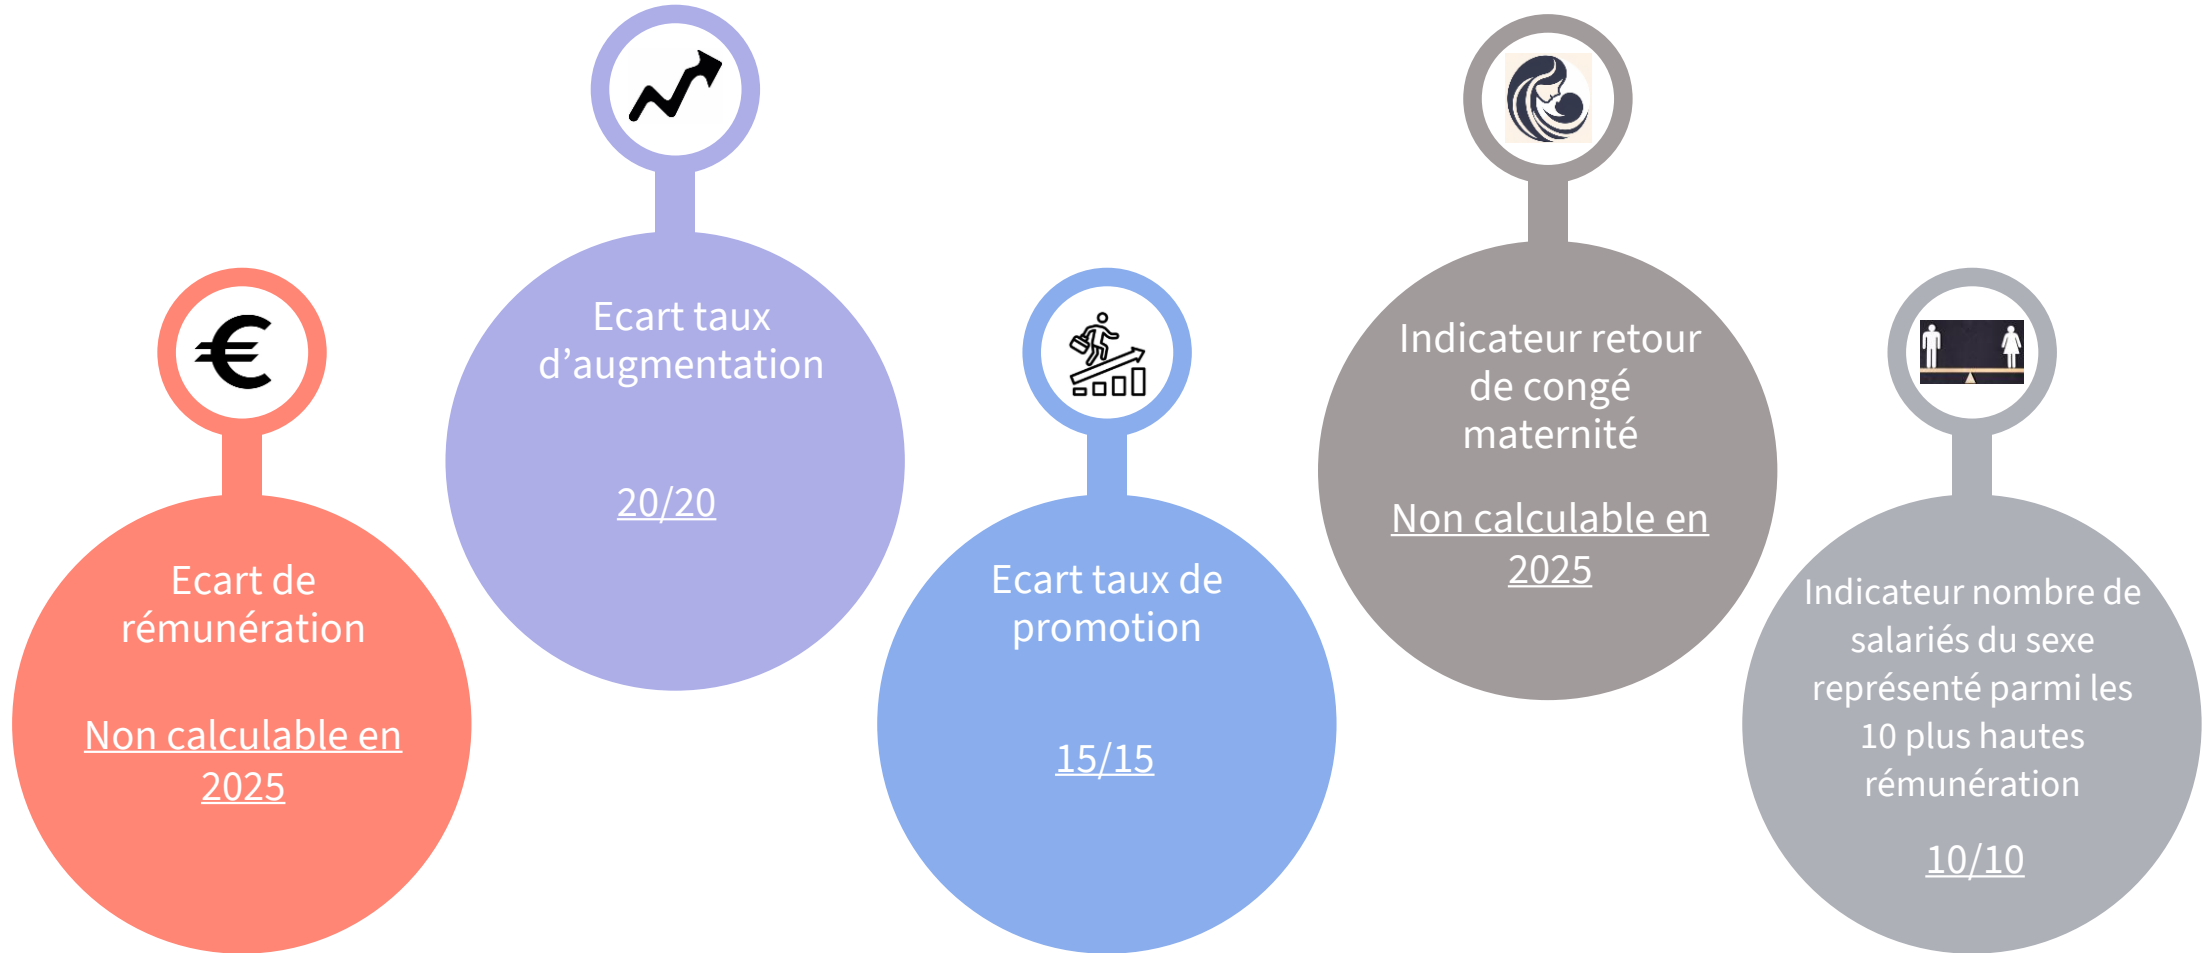 Ecart de
rémunération
Non calculable en
2025
Ecart taux
d’augmentation
20/20
Ecart taux de
promotion
15/15
Indicateur retour
de congé
maternité
Non calculable en
2025
Indicateur nombre de
salariés du sexe
représenté parmi les
10 plus hautes
rémunération
10/10